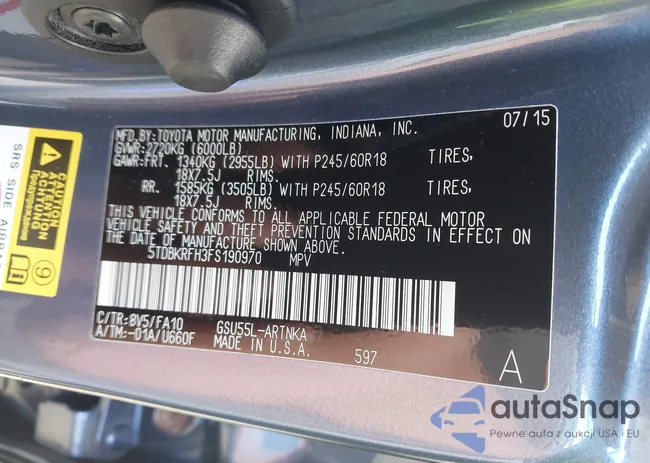 07/15
MFD.BY:TOYOTA MOTOR MANUFACTURING, INDIANA, INC.
GVWR:2720KG (6000LB)
GAWR:FRT. 1340KG (2955LB) WITH P245/60R18 TIRES,
18X7.5J RIMS.
RR. 1585KG (3505LB) WITH P245/60R18 TIRES,
18X7.5J RIMS.
THIS VEHICLE CONFORMS TO ALL APPLICABLE FEDERAL MOTOR
VEHICLE SAFETY AND THEFT PREVENTION STANDARDS IN EFFECT ON
THE DATE OF MANUFACTURE SHOWN ABOVE.
5TDBKRFH3FS190970 MPV
C/TR:8V5/FA10 GSU55L-ARTNKA
A/TM:-01A/U660F MADE IN U.S.A. 597
A
SRS SIDE AIRBA
CAUTION
ATTENTION
9
autaSnap
Pewne auta z aukcji USA i EU